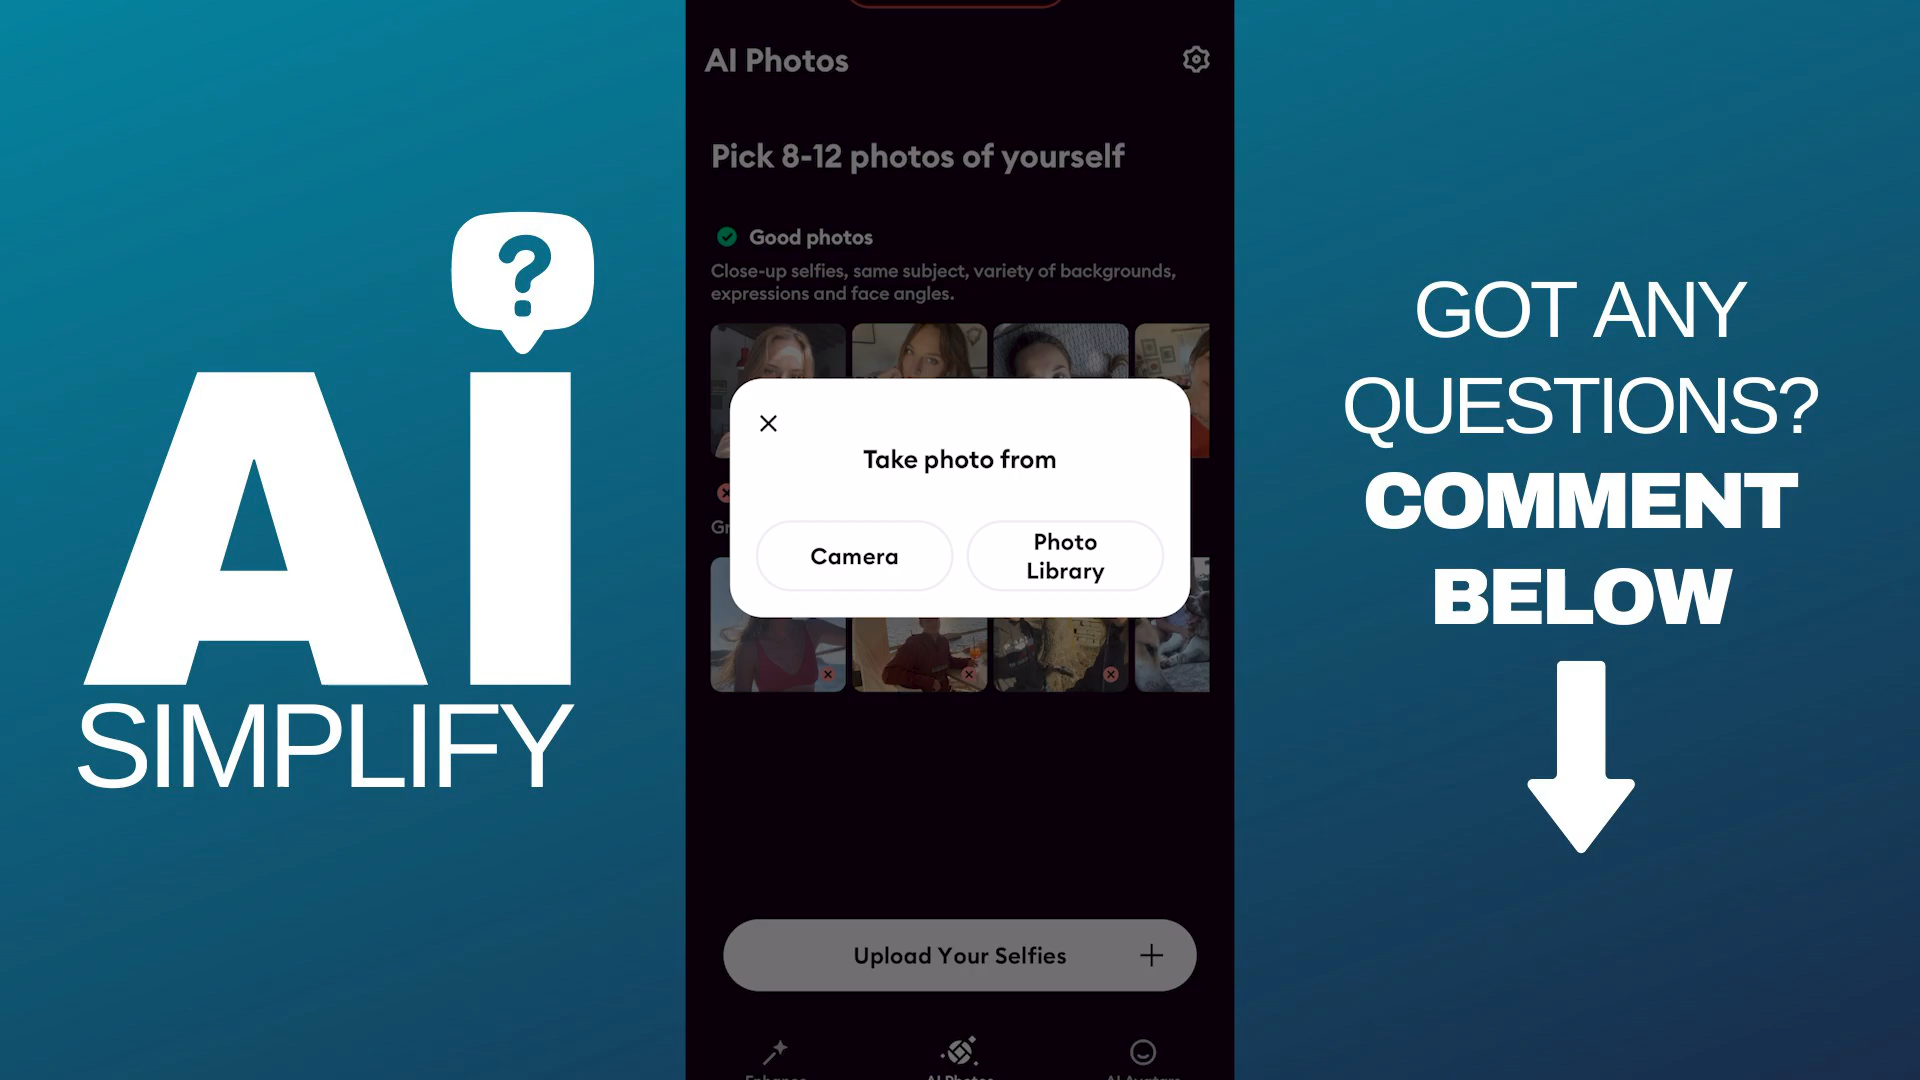 AI
SIMPLIFY
AI Photos
Pick 8-12 photos of yourself
Good photos
Close-up selfies, same subject, variety of backgrounds,
expressions and face angles.
Take photo from
Camera
Photo
Library
Upload Your Selfies
AI Photos
GOT ANY
QUESTIONS?
COMMENT
BELOW